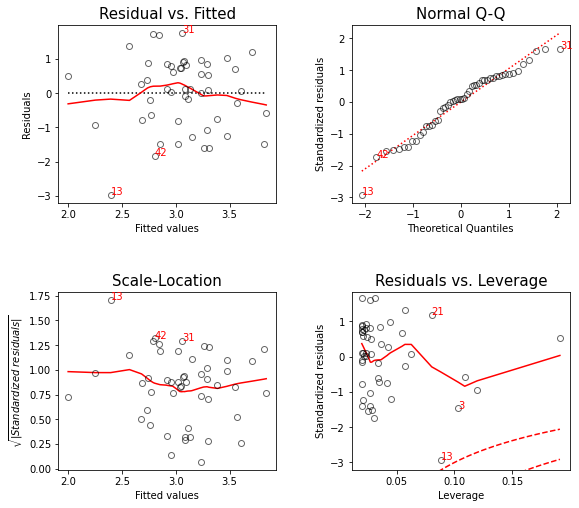 Residual vs. Fitted
Residuals
1
0
−1
−2
−3
31
42
13
2.0 2.5 3.0 3.5
Fitted values
Normal Q-Q
Standardized residuals
2
1
0
−1
−2
−3
31
42
13
−2 −1 0 1 2
Theoretical Quantiles
Scale-Location
√|Standardized residuals|
1.75
1.50
1.25
1.00
0.75
0.50
0.25
0.00
13
42
31
2.0 2.5 3.0 3.5
Fitted values
Residuals vs. Leverage
Standardized residuals
1
0
−1
−2
−3
21
3
13
0.05 0.10 0.15
Leverage